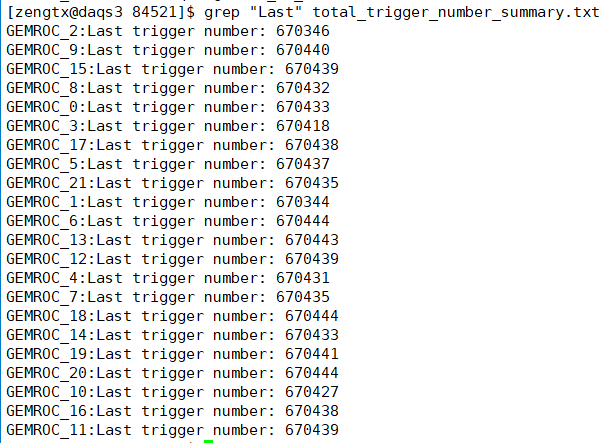 [zengtx@daqs3 84521]$ grep "Last" total_trigger_number_summary.txt
GEMROC_2:Last trigger number: 670346
GEMROC_9:Last trigger number: 670440
GEMROC_15:Last trigger number: 670439
GEMROC_8:Last trigger number: 670432
GEMROC_0:Last trigger number: 670433
GEMROC_3:Last trigger number: 670418
GEMROC_17:Last trigger number: 670438
GEMROC_5:Last trigger number: 670437
GEMROC_21:Last trigger number: 670435
GEMROC_1:Last trigger number: 670344
GEMROC_6:Last trigger number: 670444
GEMROC_13:Last trigger number: 670443
GEMROC_12:Last trigger number: 670439
GEMROC_4:Last trigger number: 670431
GEMROC_7:Last trigger number: 670435
GEMROC_18:Last trigger number: 670444
GEMROC_14:Last trigger number: 670433
GEMROC_19:Last trigger number: 670441
GEMROC_20:Last trigger number: 670444
GEMROC_10:Last trigger number: 670427
GEMROC_16:Last trigger number: 670438
GEMROC_11:Last trigger number: 670439